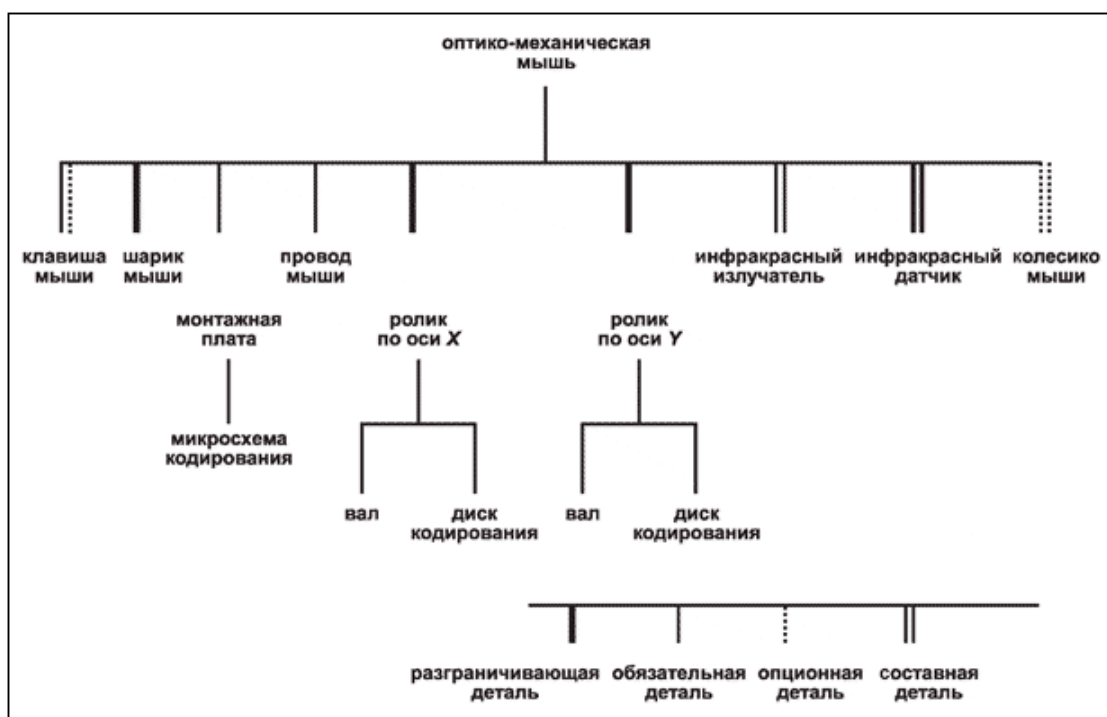 оптико-механическая
мышь
клавиша
мыши
шарик
мыши
провод
мыши
инфракрасный
излучатель
инфракрасный
датчик
колесико
мыши
монтажная
плата
ролик
по оси X
ролик
по оси Y
микросхема
кодирования
вал
диск
кодирования
вал
диск
кодирования
разграничивающая
деталь
обязательная
деталь
опционная
деталь
составная
деталь